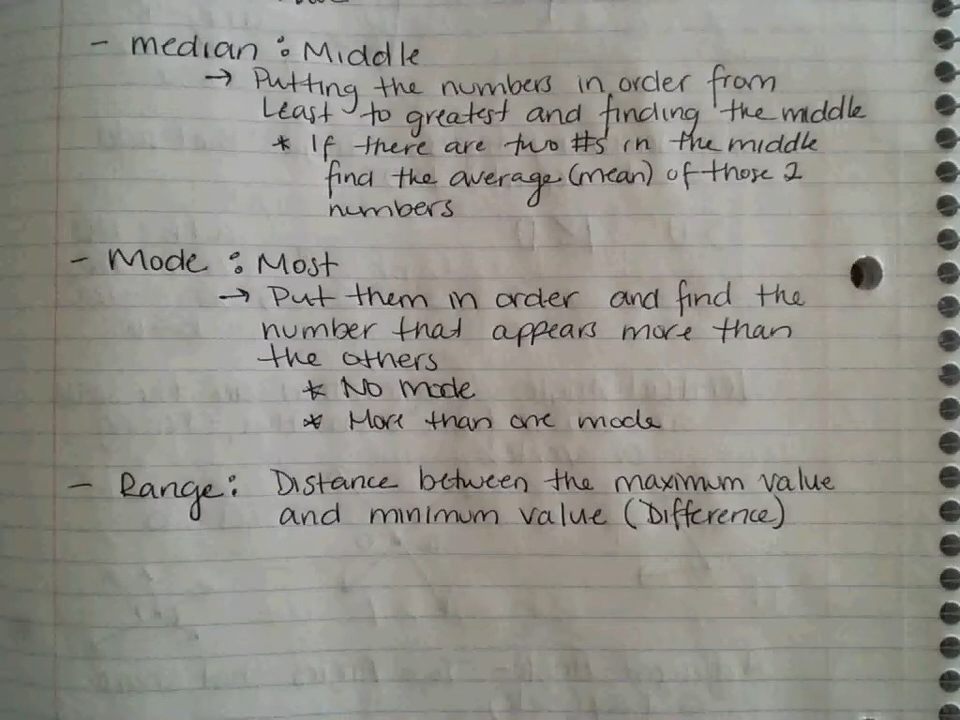 - median : Middle
→ Putting the numbers in order from
Least to greatest and finding the middle
* If there are two #s in the middle
find the average (mean) of those 2
numbers
- Mode : Most
→ Put them in order and find the
number that appears more than
the others
* No mode
* More than one mode
- Range : Distance between the maximum value
and minimum value (Difference)